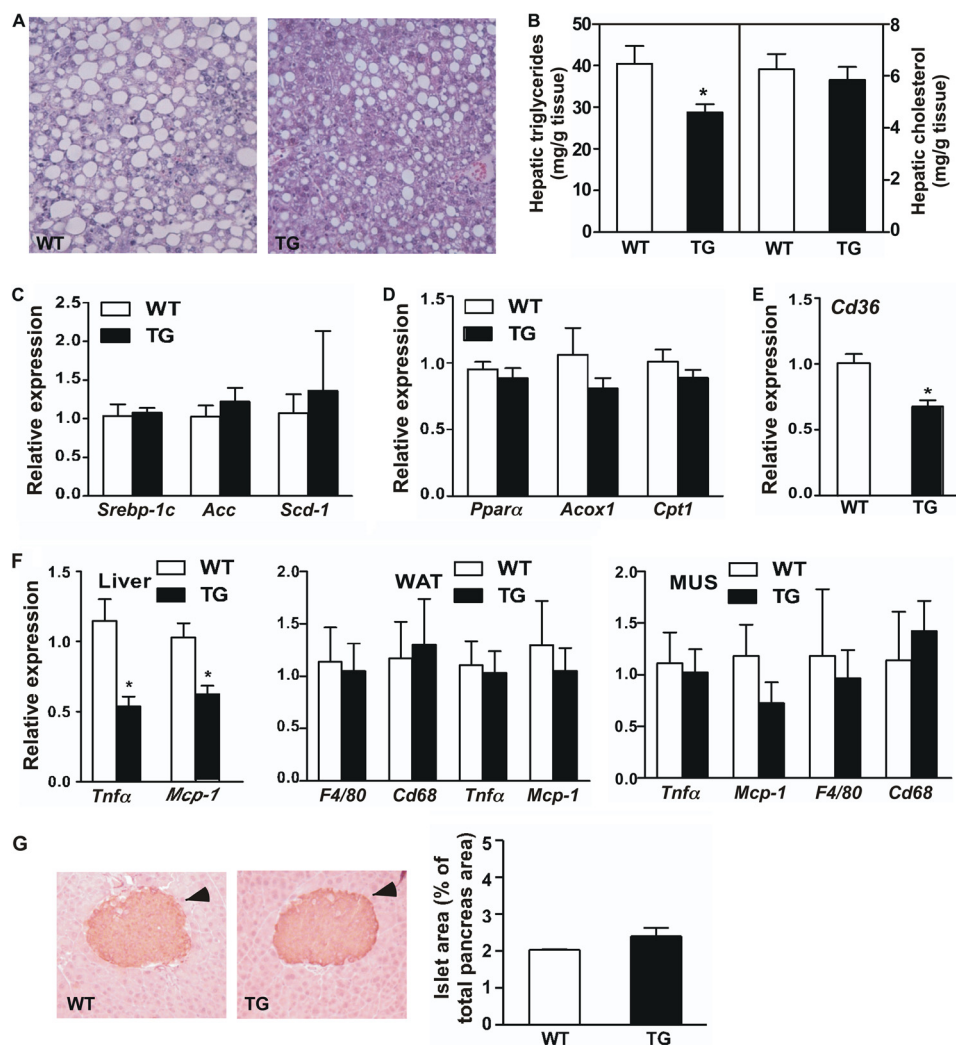 A
WT
TG
B
Hepatic triglycerides
(mg/g tissue)
50
40
30
20
10
0
*
WT
TG
WT
TG
8
6
4
2
0
Hepatic cholesterol
(mg/g tissue)
C
Relative expression
2.5
2.0
1.5
1.0
0.5
0.0
WT
TG
Srebp-1c
Acc
Scd-1
D
Relative expression
1.5
1.0
0.5
0.0
WT
TG
Pparα
Acox1
Cpt1
E
Relative expression
1.5
1.0
0.5
0.0
Cd36
*
WT
TG
F
Relative expression
1.5
1.0
0.5
0.0
Liver
WT
TG
*
*
Tnfα
Mcp-1
2.0
1.5
1.0
0.5
0.0
WAT
WT
TG
F4/80
Cd68
Tnfα
Mcp-1
2.0
1.5
1.0
0.5
0.0
MUS
WT
TG
Tnfα
Mcp-1
F4/80
Cd68
G
WT
TG
Islet area (% of
total pancreas area)
5
4
3
2
1
0
WT
TG